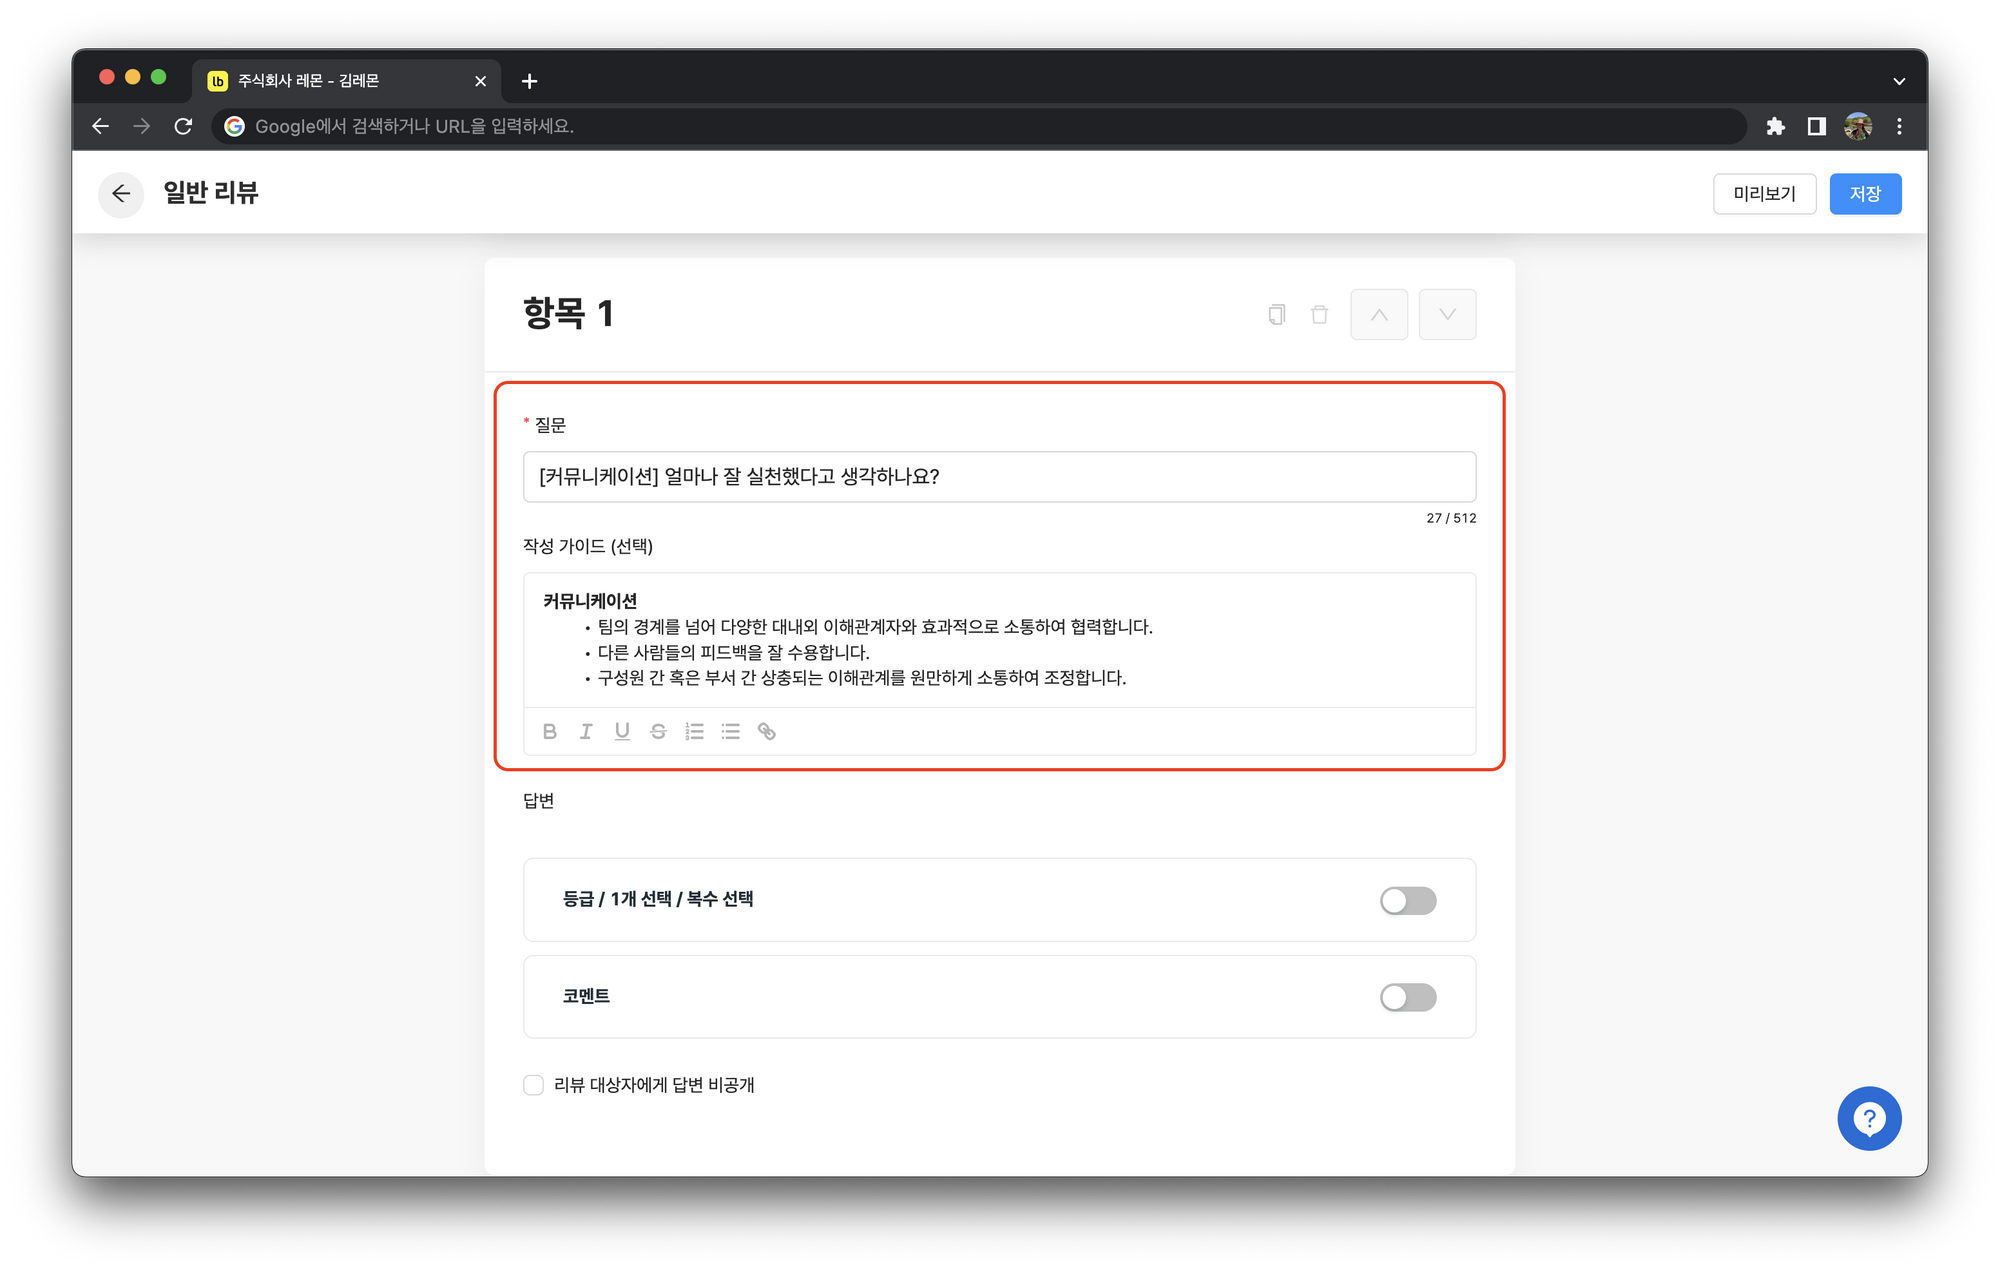 lb 주식회사 레몬 - 김레몬
Google에서 검색하거나 URL을 입력하세요.
일반 리뷰
미리보기
저장
항목 1
* 질문
[커뮤니케이션] 얼마나 잘 실천했다고 생각하나요?
27 / 512
작성 가이드 (선택)
커뮤니케이션
• 팀의 경계를 넘어 다양한 대내외 이해관계자와 효과적으로 소통하여 협력합니다.
• 다른 사람들의 피드백을 잘 수용합니다.
• 구성원 간 혹은 부서 간 상충되는 이해관계를 원만하게 소통하여 조정합니다.
B I U S
답변
등급 / 1개 선택 / 복수 선택
코멘트
리뷰 대상자에게 답변 비공개
?